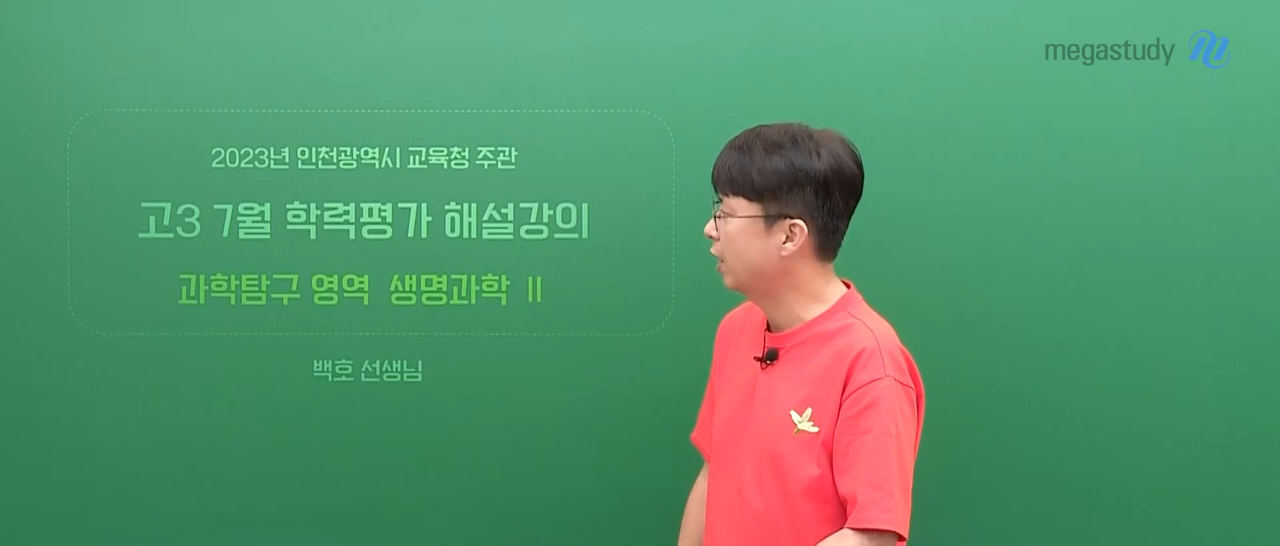 megastudy
2023년 인천광역시 교육청 주관
고3 7월 학력평가 해설강의
과학탐구 영역 생명과학 II
백호 선생님